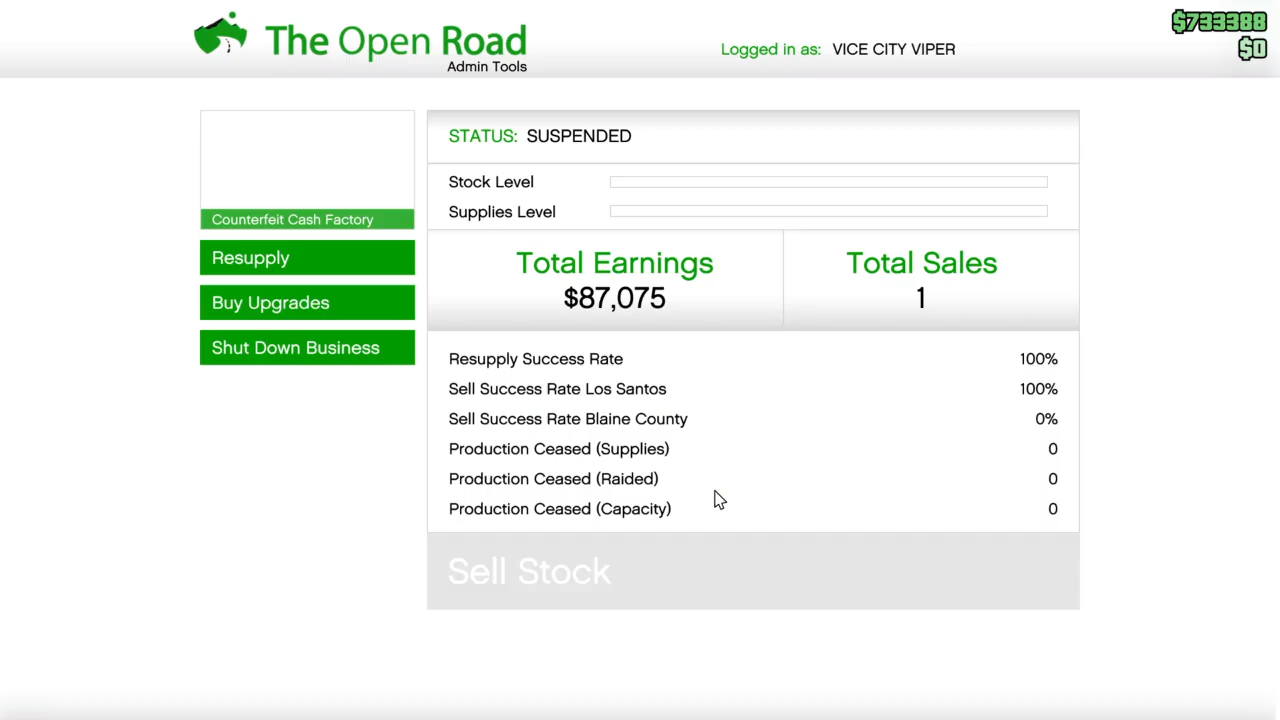 The Open Road
Admin Tools
Logged in as: VICE CITY VIPER
$733388
$0
Counterfeit Cash Factory
Resupply
Buy Upgrades
Shut Down Business
STATUS: SUSPENDED
Stock Level
Supplies Level
Total Earnings
$87,075
Total Sales
1
Resupply Success Rate 100%
Sell Success Rate Los Santos 100%
Sell Success Rate Blaine County 0%
Production Ceased (Supplies) 0
Production Ceased (Raided) 0
Production Ceased (Capacity) 0
Sell Stock